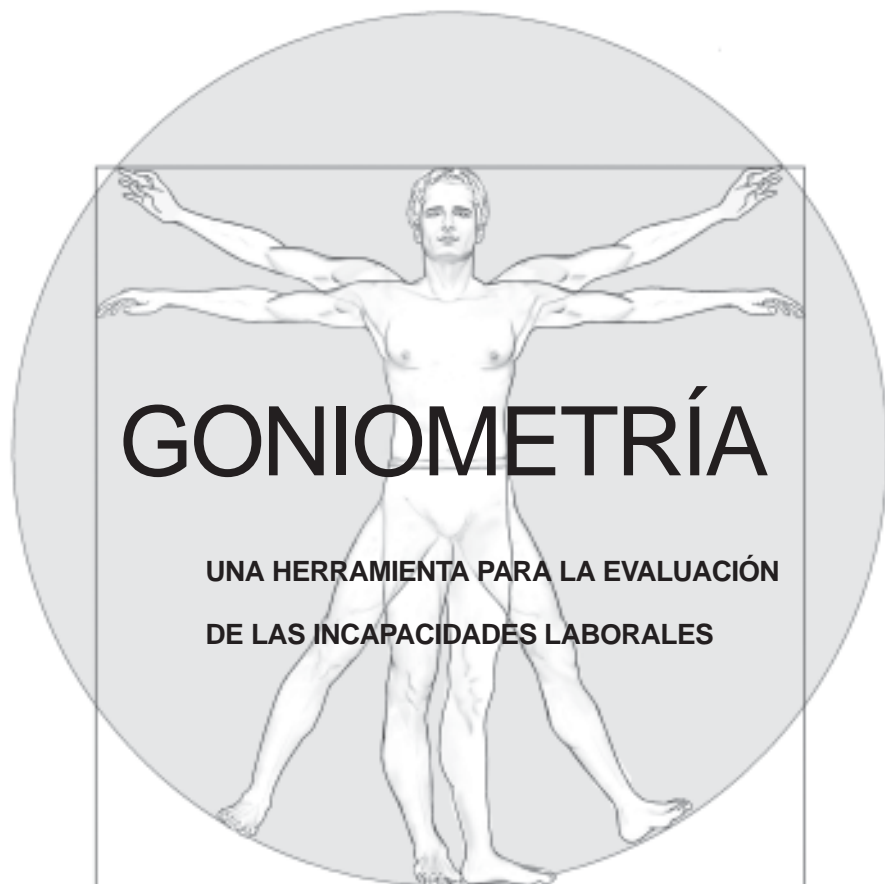 GONIOMETRÍA
UNA HERRAMIENTA PARA LA EVALUACIÓN
DE LAS INCAPACIDADES LABORALES